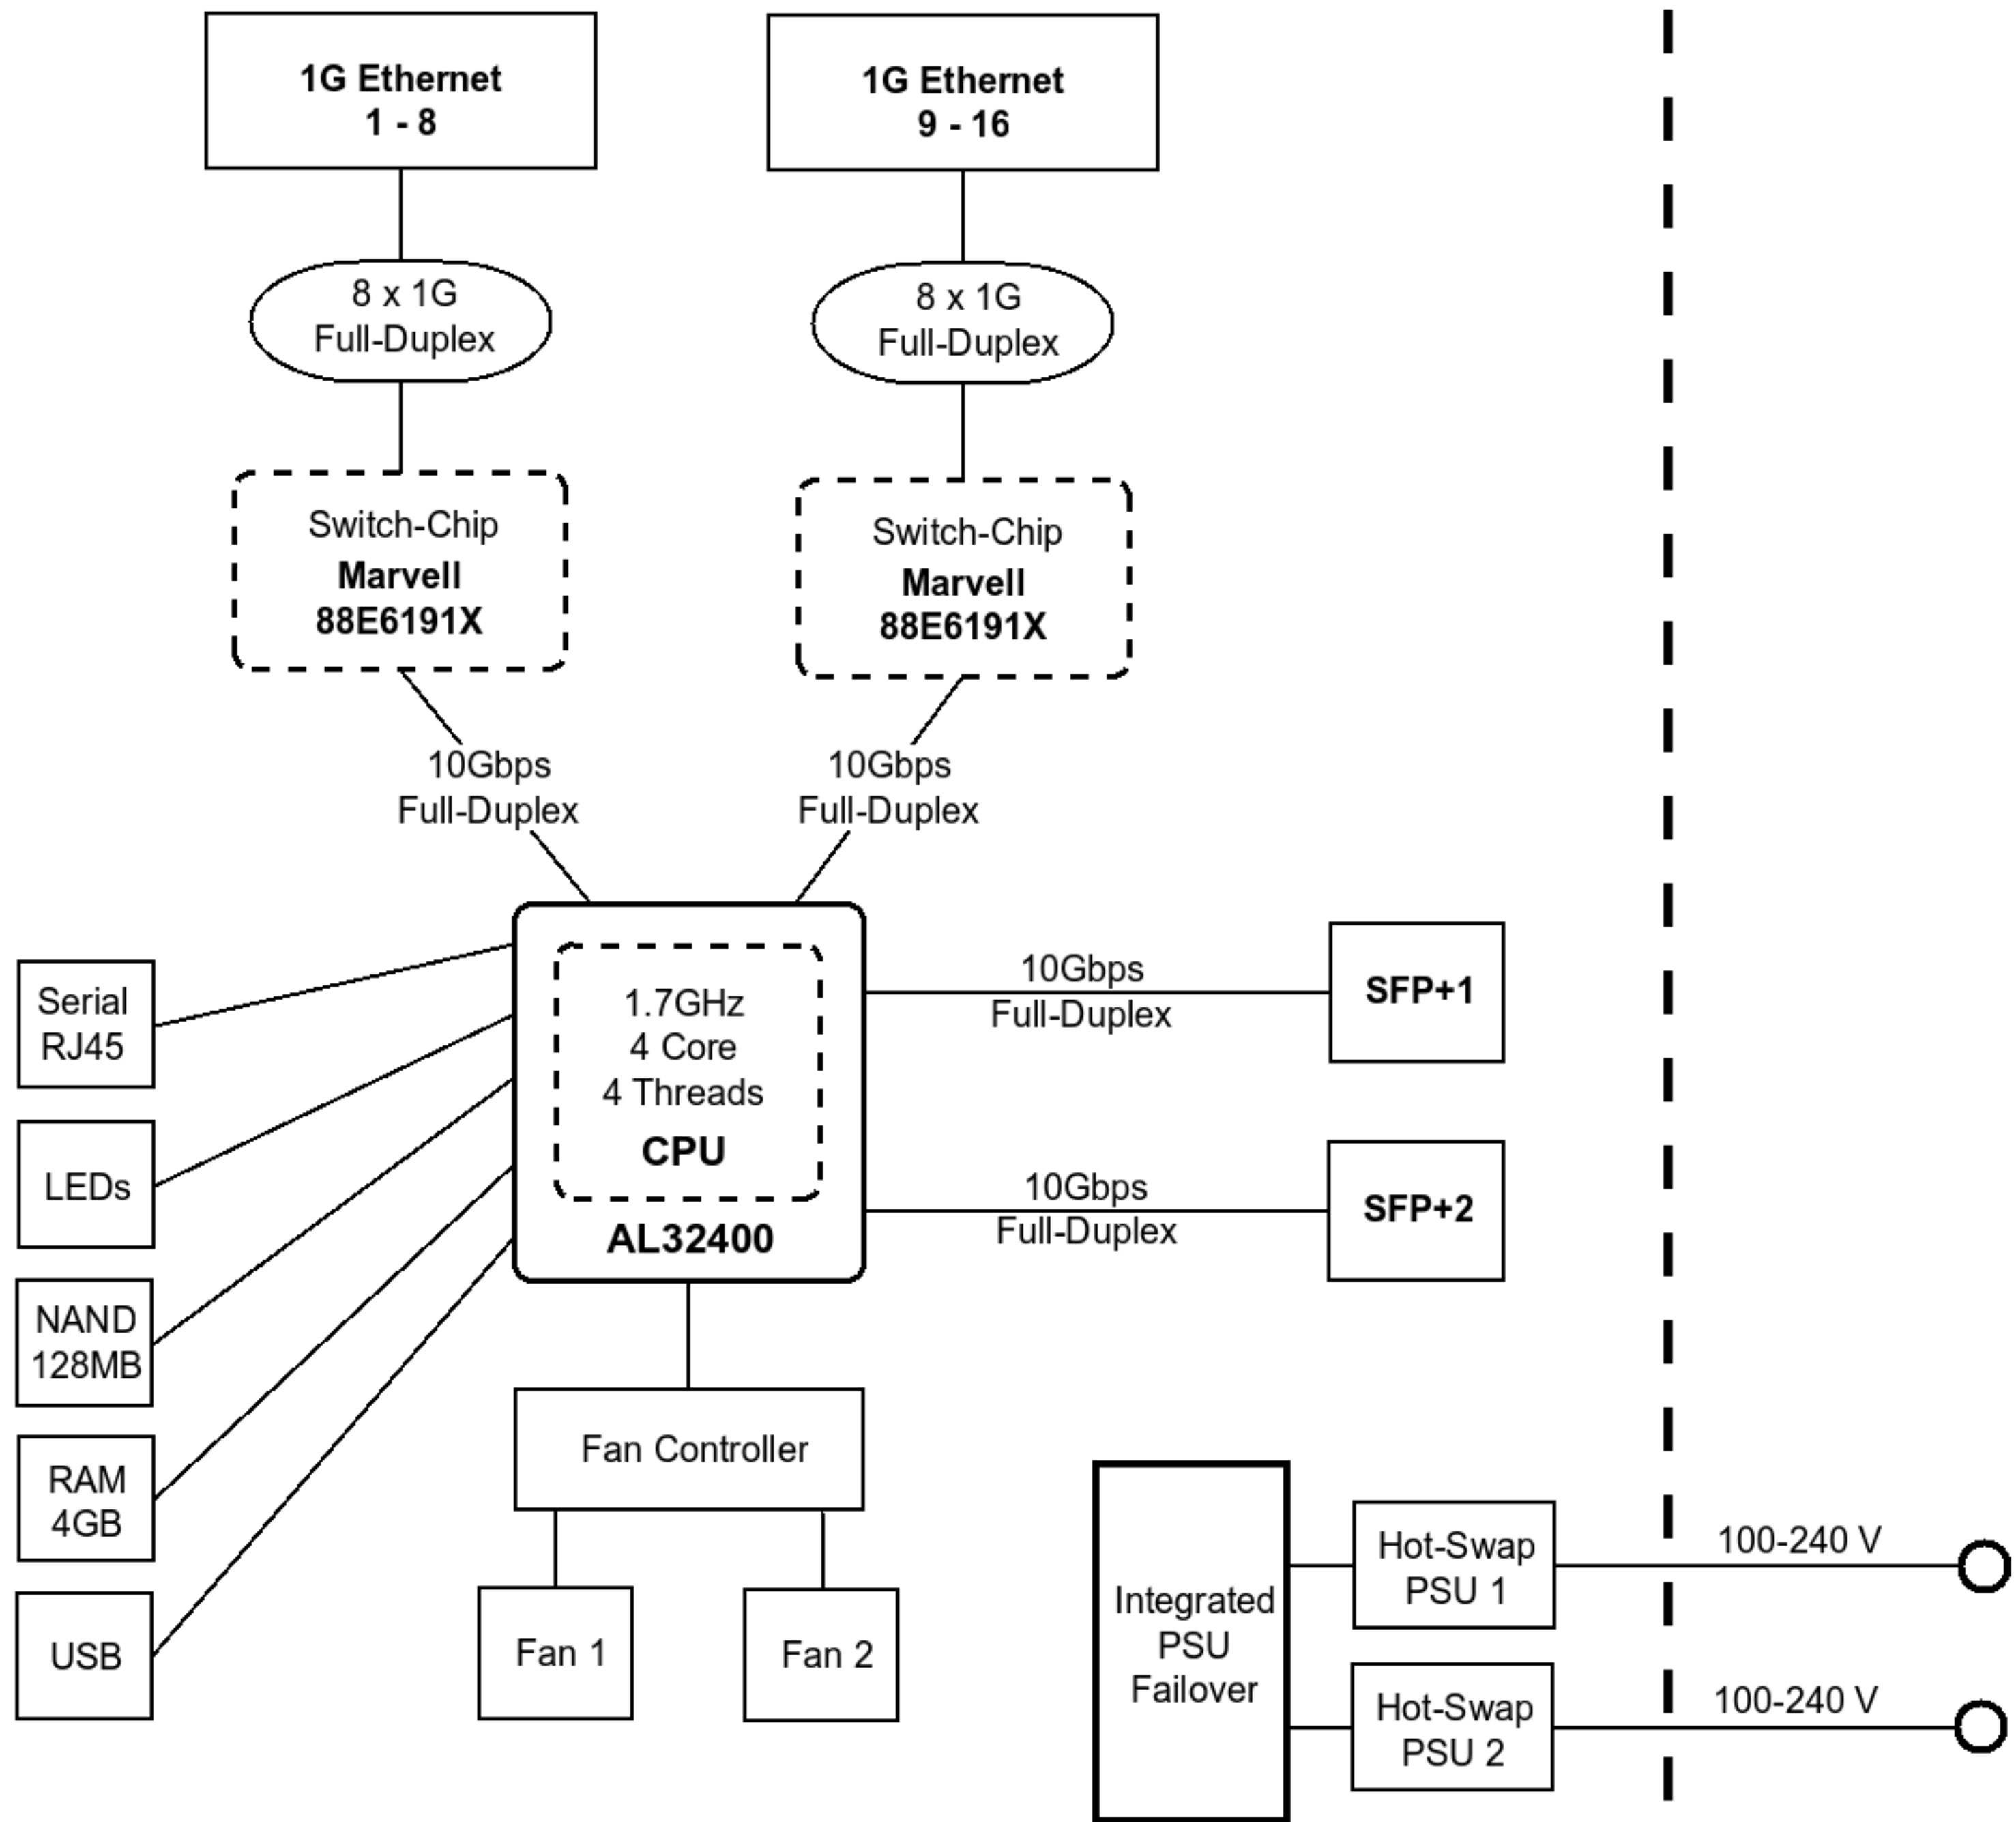 1G Ethernet
1 - 8
1G Ethernet
9 - 16
8 x 1G
Full-Duplex
8 x 1G
Full-Duplex
Switch-Chip
Marvell
88E6191X
Switch-Chip
Marvell
88E6191X
10Gbps
Full-Duplex
10Gbps
Full-Duplex
Serial
RJ45
LEDs
NAND
128MB
RAM
4GB
USB
1.7GHz
4 Core
4 Threads
CPU
AL32400
10Gbps
Full-Duplex
SFP+1
10Gbps
Full-Duplex
SFP+2
Fan Controller
Fan 1
Fan 2
Integrated
PSU
Failover
Hot-Swap
PSU 1
100-240 V
Hot-Swap
PSU 2
100-240 V